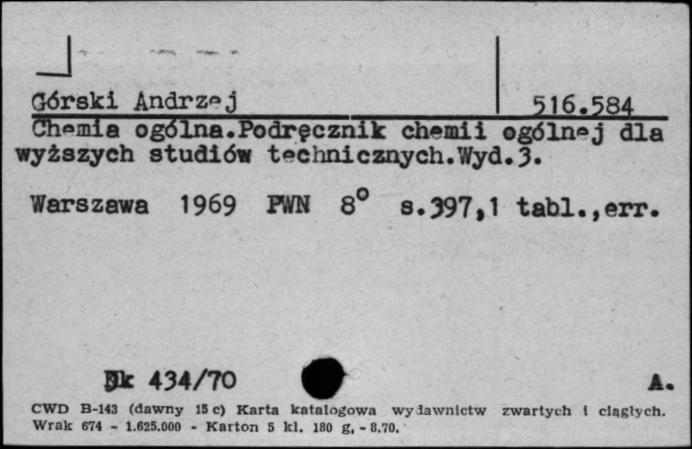 Górski Andrzej 516.584
Chemia ogólna.Podręcznik chemii ogólnej dla
wyższych studiów technicznych.Wyd.3.
Warszawa 1969 PWN 8° s.397,1 tabl.,err.
434/70 A.
CWD B-143 (dawny 15 c) Karta katalogowa wydawnictw zwartych i ciągłych.
Wrak 674 - 1.625.000 - Karton 5 kl. 180 g, - 8.70.